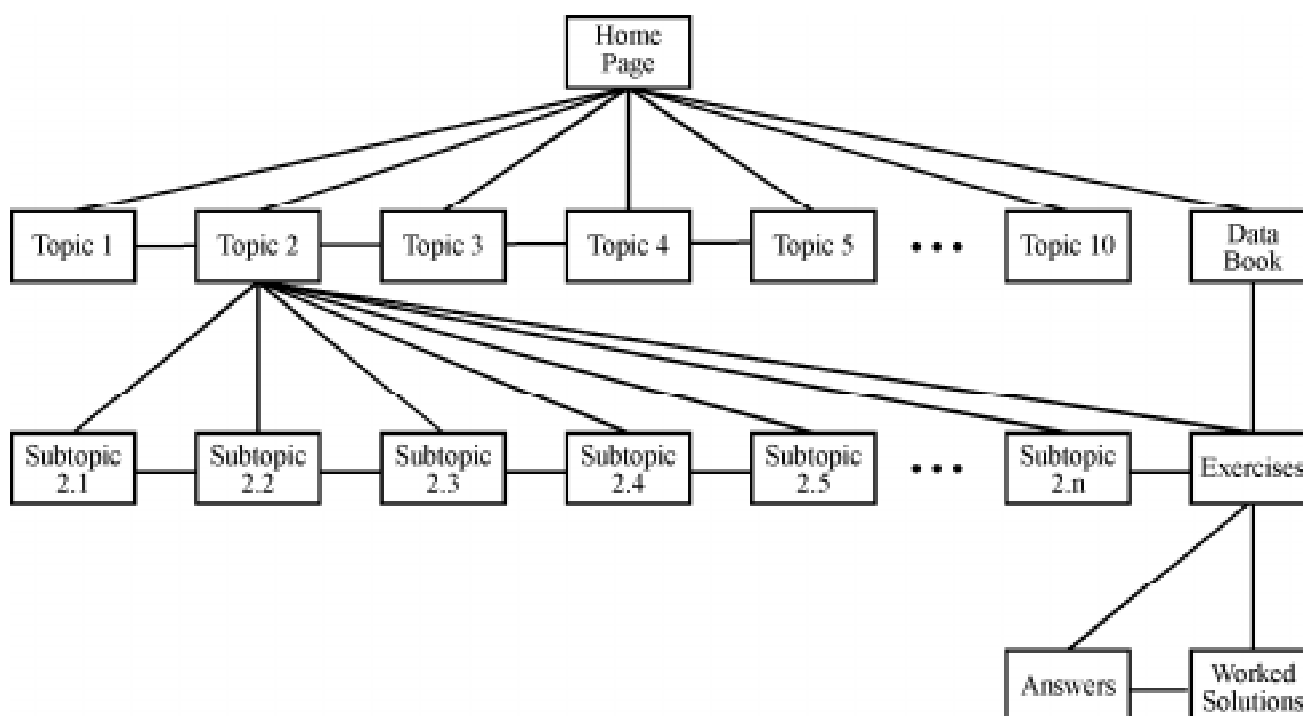 Home
Page
Topic 1
Topic 2
Topic 3
Topic 4
Topic 5
•••
Topic 10
Data
Book
Subtopic
2.1
Subtopic
2.2
Subtopic
2.3
Subtopic
2.4
Subtopic
2.5
•••
Subtopic
2.n
Exercises
Answers
Worked
Solutions